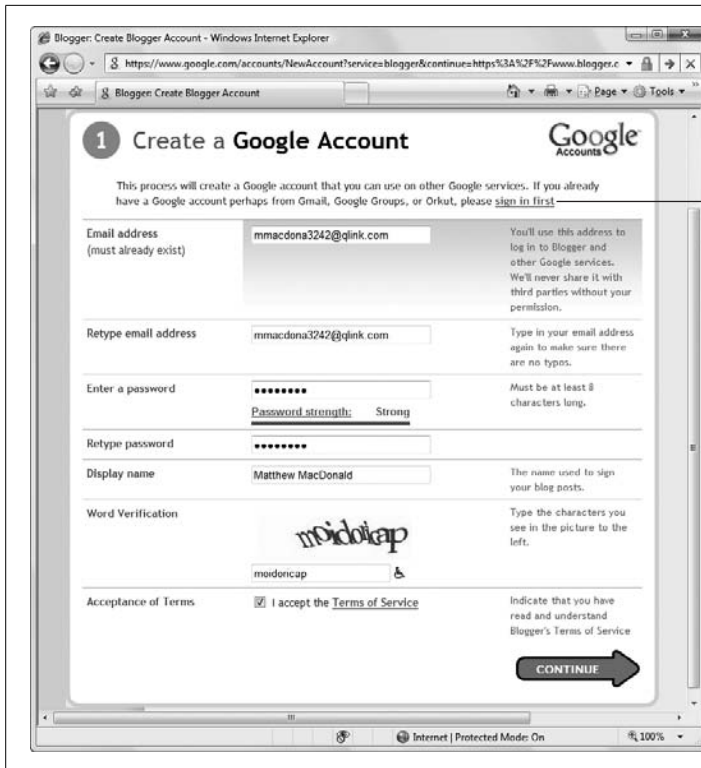 Blogger: Create Blogger Account - Windows Internet Explorer
https://www.google.com/accounts/NewAccount?service=blogger&continue=https%3A%2F%2Fwww.blogger.c
Blogger: Create Blogger Account
Page
Tools
1 Create a Google Account
Google
Accounts
This process will create a Google account that you can use on other Google services. If you already
have a Google account perhaps from Gmail, Google Groups, or Orkut, please sign in first
Email address
(must already exist)
mmacdona3242@qlink.com
You'll use this address to
log in to Blogger and
other Google services.
We'll never share it with
third parties without your
permission.
Retype email address
mmacdona3242@qlink.com
Type in your email address
again to make sure there
are no typos.
Enter a password
Password strength: Strong
Must be at least 8
characters long.
Retype password
Display name
Matthew MacDonald
The name used to sign
your blog posts.
Word Verification
moidoricap
moidoricap
Type the characters you
see in the picture to the
left.
Acceptance of Terms
I accept the Terms of Service
Indicate that you have
read and understand
Blogger's Terms of Service
CONTINUE
Internet | Protected Mode: On
100%